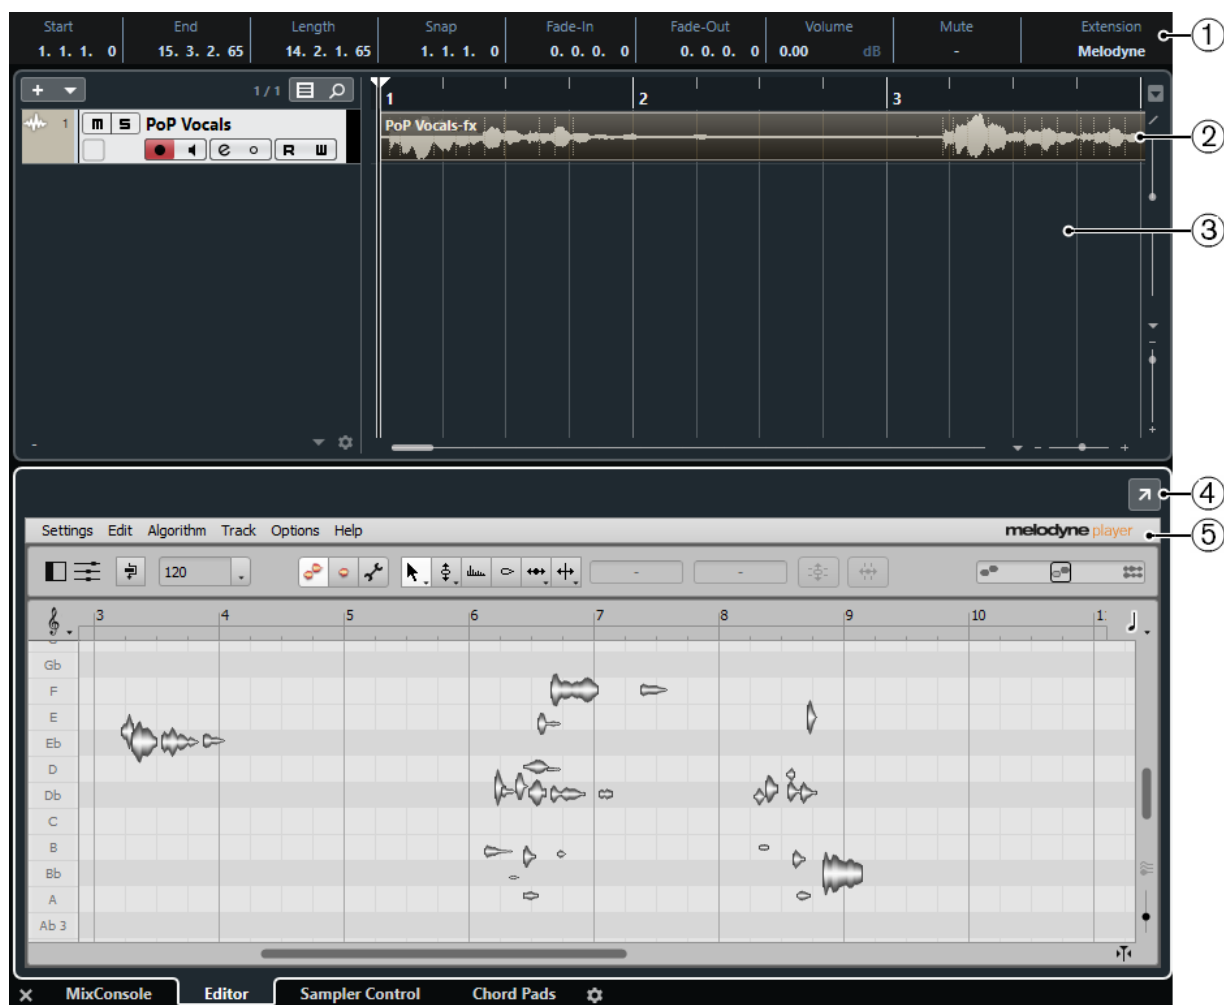 Start End Length Snap Fade-In Fade-Out Volume Mute Extension
1. 1. 1. 0 15. 3. 2. 65 14. 2. 1. 65 1. 1. 1. 0 0. 0. 0. 0 0. 0. 0. 0 0.00 dB - Melodyne
1
+ 1/1 1 2 3
1 m S PoP Vocals PoP Vocals-fx
e R W
2
3
-
- +
- +
4
Settings Edit Algorithm Track Options Help melodyne player
5
120 - -
3 4 5 6 7 8 9 10 1
Gb
F
E
Eb
D
Db
C
B
Bb
A
Ab 3
MixConsole Editor Sampler Control Chord Pads